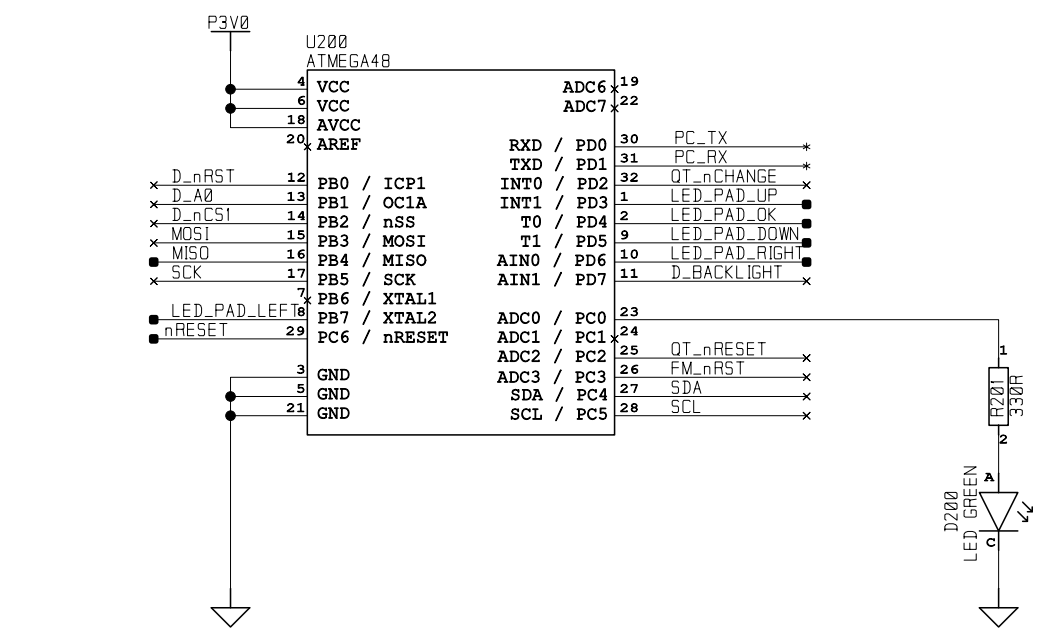 P3V0
U200
ATMEGA48
4 VCC
6 VCC
18 AVCC
20 AREF
D_nRST 12 PB0 / ICP1
D_A0 13 PB1 / OC1A
D_nCS1 14 PB2 / nSS
MOSI 15 PB3 / MOSI
MISO 16 PB4 / MISO
SCK 17 PB5 / SCK
7 PB6 / XTAL1
LED_PAD_LEFT 8 PB7 / XTAL2
nRESET 29 PC6 / nRESET
3 GND
5 GND
21 GND
ADC6 19
ADC7 22
RXD / PD0 30 PC_TX
TXD / PD1 31 PC_RX
INT0 / PD2 32 QT_nCHANGE
INT1 / PD3 1 LED_PAD_UP
T0 / PD4 2 LED_PAD_OK
T1 / PD5 9 LED_PAD_DOWN
AIN0 / PD6 10 LED_PAD_RIGHT
AIN1 / PD7 11 D_BACKLIGHT
ADC0 / PC0 23
ADC1 / PC1 24
ADC2 / PC2 25 QT_nRESET
ADC3 / PC3 26 FM_nRST
SDA / PC4 27 SDA
SCL / PC5 28 SCL
1
R201
330R
2
A
D200
LED GREEN
C